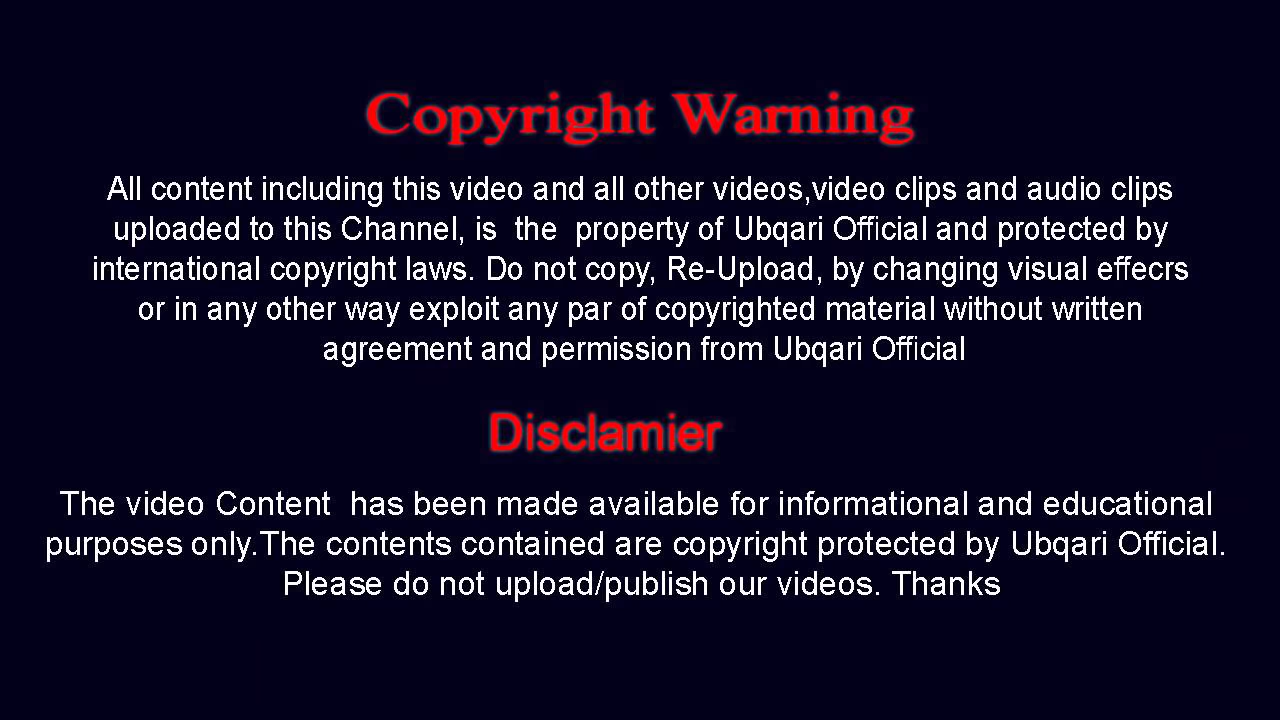 Copyright Warning
All content including this video and all other videos,video clips and audio clips
uploaded to this Channel, is  the  property of Ubqari Official and protected by
international copyright laws. Do not copy, Re-Upload, by changing visual effecrs
or in any other way exploit any par of copyrighted material without written
agreement and permission from Ubqari Official
Disclamier
The video Content  has been made available for informational and educational
purposes only.The contents contained are copyright protected by Ubqari Official.
Please do not upload/publish our videos. Thanks